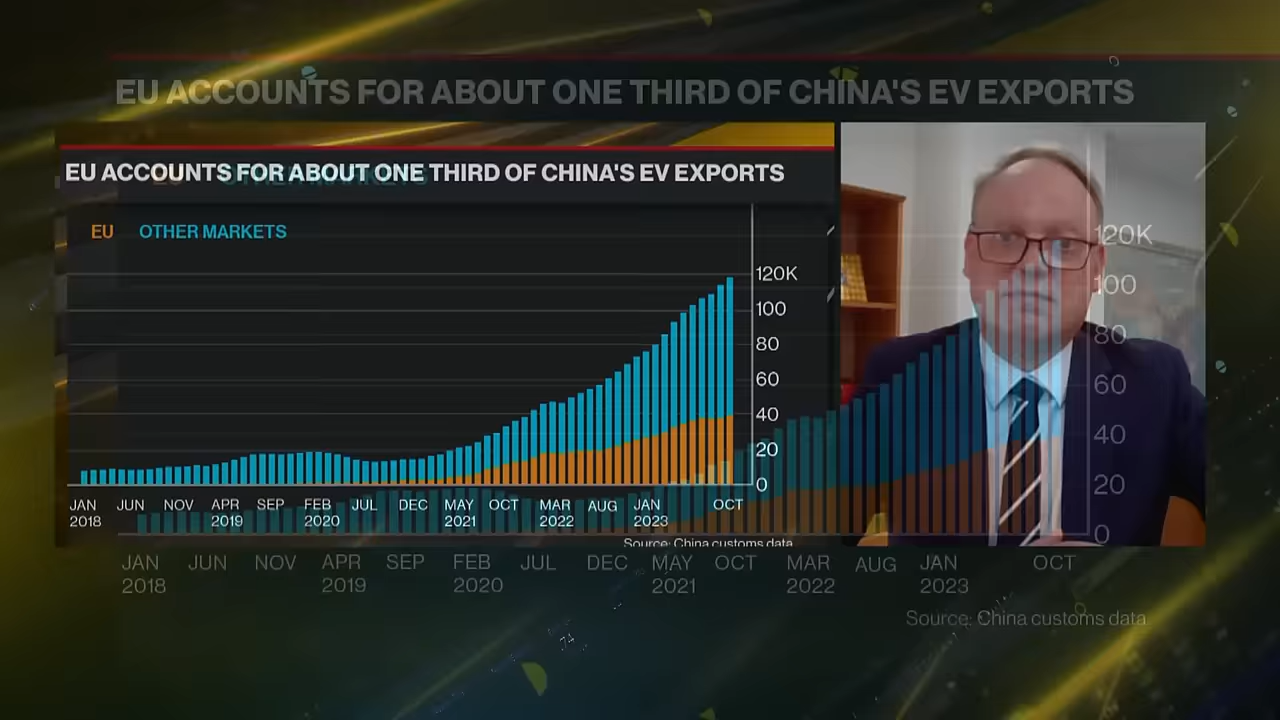 EU ACCOUNTS FOR ABOUT ONE THIRD OF CHINA'S EV EXPORTS
EU ACCOUNTS FOR ABOUT ONE THIRD OF CHINA'S EV EXPORTS
EU OTHER MARKETS
EU OTHER MARKETS
120K
100
80
60
40
20
0
JAN JUN NOV APR SEP FEB JUL DEC MAY OCT MAR AUG JAN OCT
2018 2019 2020 2021 2022 2023
Source: China customs data
120K
100
80
60
40
20
0
JAN JUN NOV APR SEP FEB JUL DEC MAY OCT MAR AUG JAN OCT
2018 2019 2020 2021 2022 2023
Source: China customs data